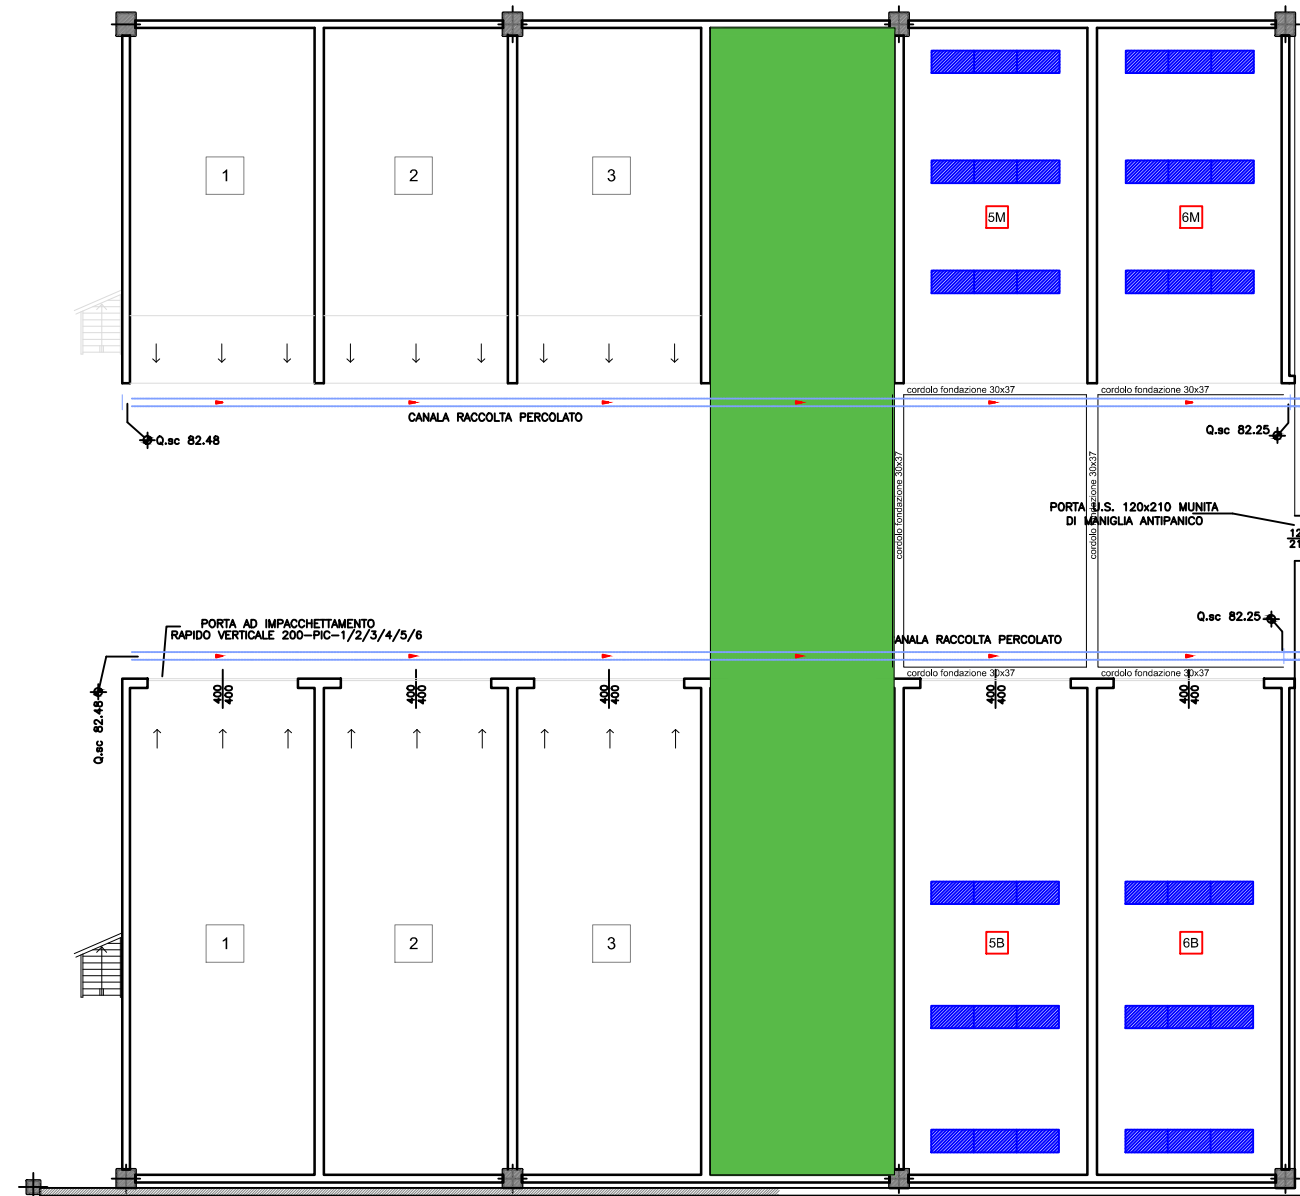 1
2
3
5M
6M
cordolo fondazione 30x37
cordolo fondazione 30x37
CANALA RACCOLTA PERCOLATO
Q.sc 82.48
Q.sc 82.25
cordolo fondazione 30x37
cordolo fondazione 30x37
PORTA U.S. 120x210 MUNITA
DI MANIGLIA ANTIPANICO
Q.sc 82.25
PORTA AD IMPACCHETTAMENTO
RAPIDO VERTICALE 200-PIC-1/2/3/4/5/6
ANALA RACCOLTA PERCOLATO
cordolo fondazione 30x37
cordolo fondazione 30x37
400
400
400
400
400
400
400
400
400
400
Q.sc 82.48
1
2
3
5B
6B